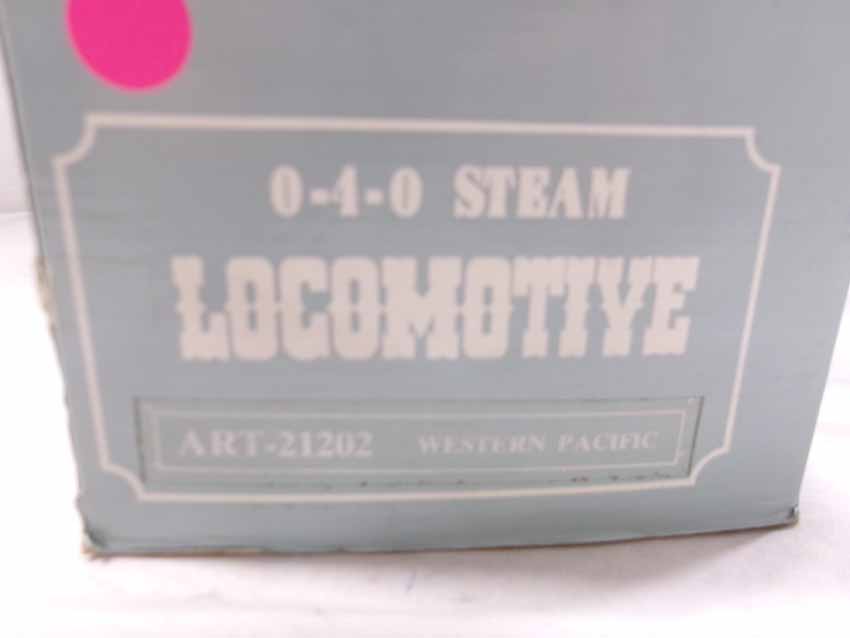 0-4-0 STEAM
LOCOMOTIVE
ART-21202 WESTERN PACIFIC